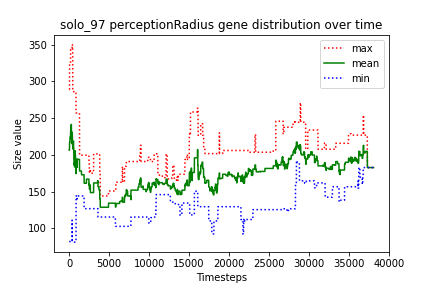 solo_97 perceptionRadius gene distribution over time
max
mean
min
Size value
350
300
250
200
150
100
0
5000
10000
15000
20000
25000
30000
35000
40000
Timesteps